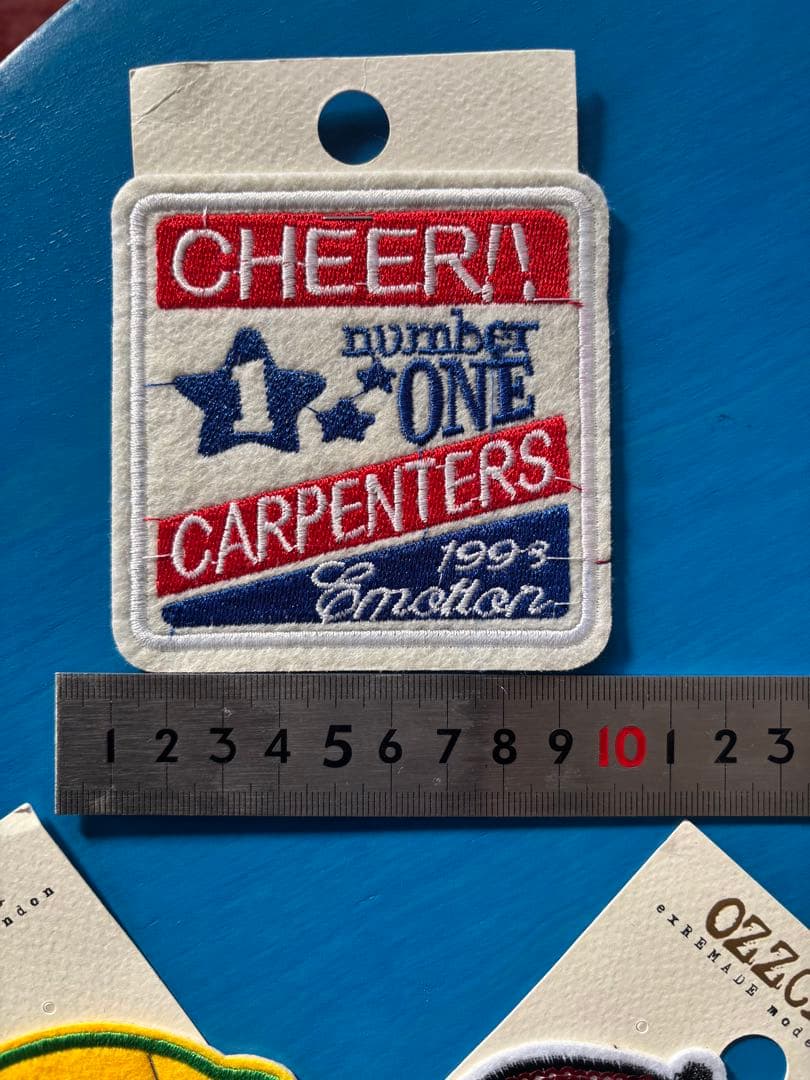 CHEER!!
1
number
ONE
CARPENTERS
1993
Emotion
1 2 3 4 5 6 7 8 9 10 1 2 3
ndon
exREMADE mode